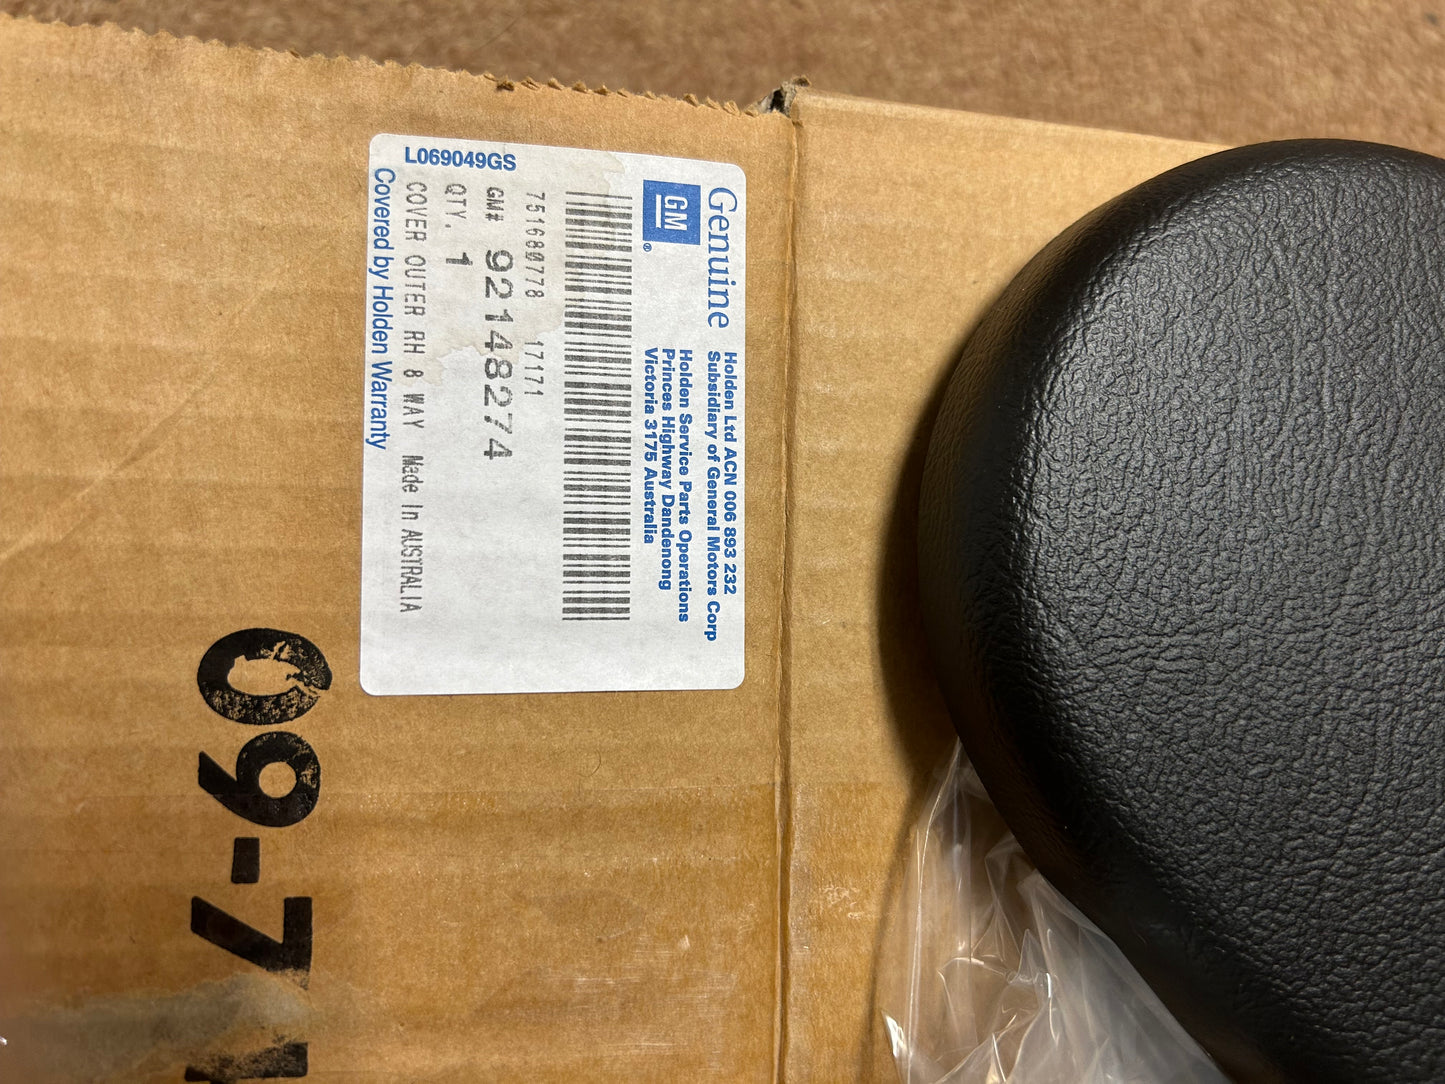 Genuine
GM®
Holden Ltd ACN 006 893 232
Subsidiary of General Motors Corp
Holden Service Parts Operations
Princes Highway Dandenong
Victoria 3175 Australia
751680778 17171
GM# 92148274
QTY. 1
COVER OUTER RH 8 WAY Made In AUSTRALIA
Covered by Holden Warranty
L069049GS
09-7